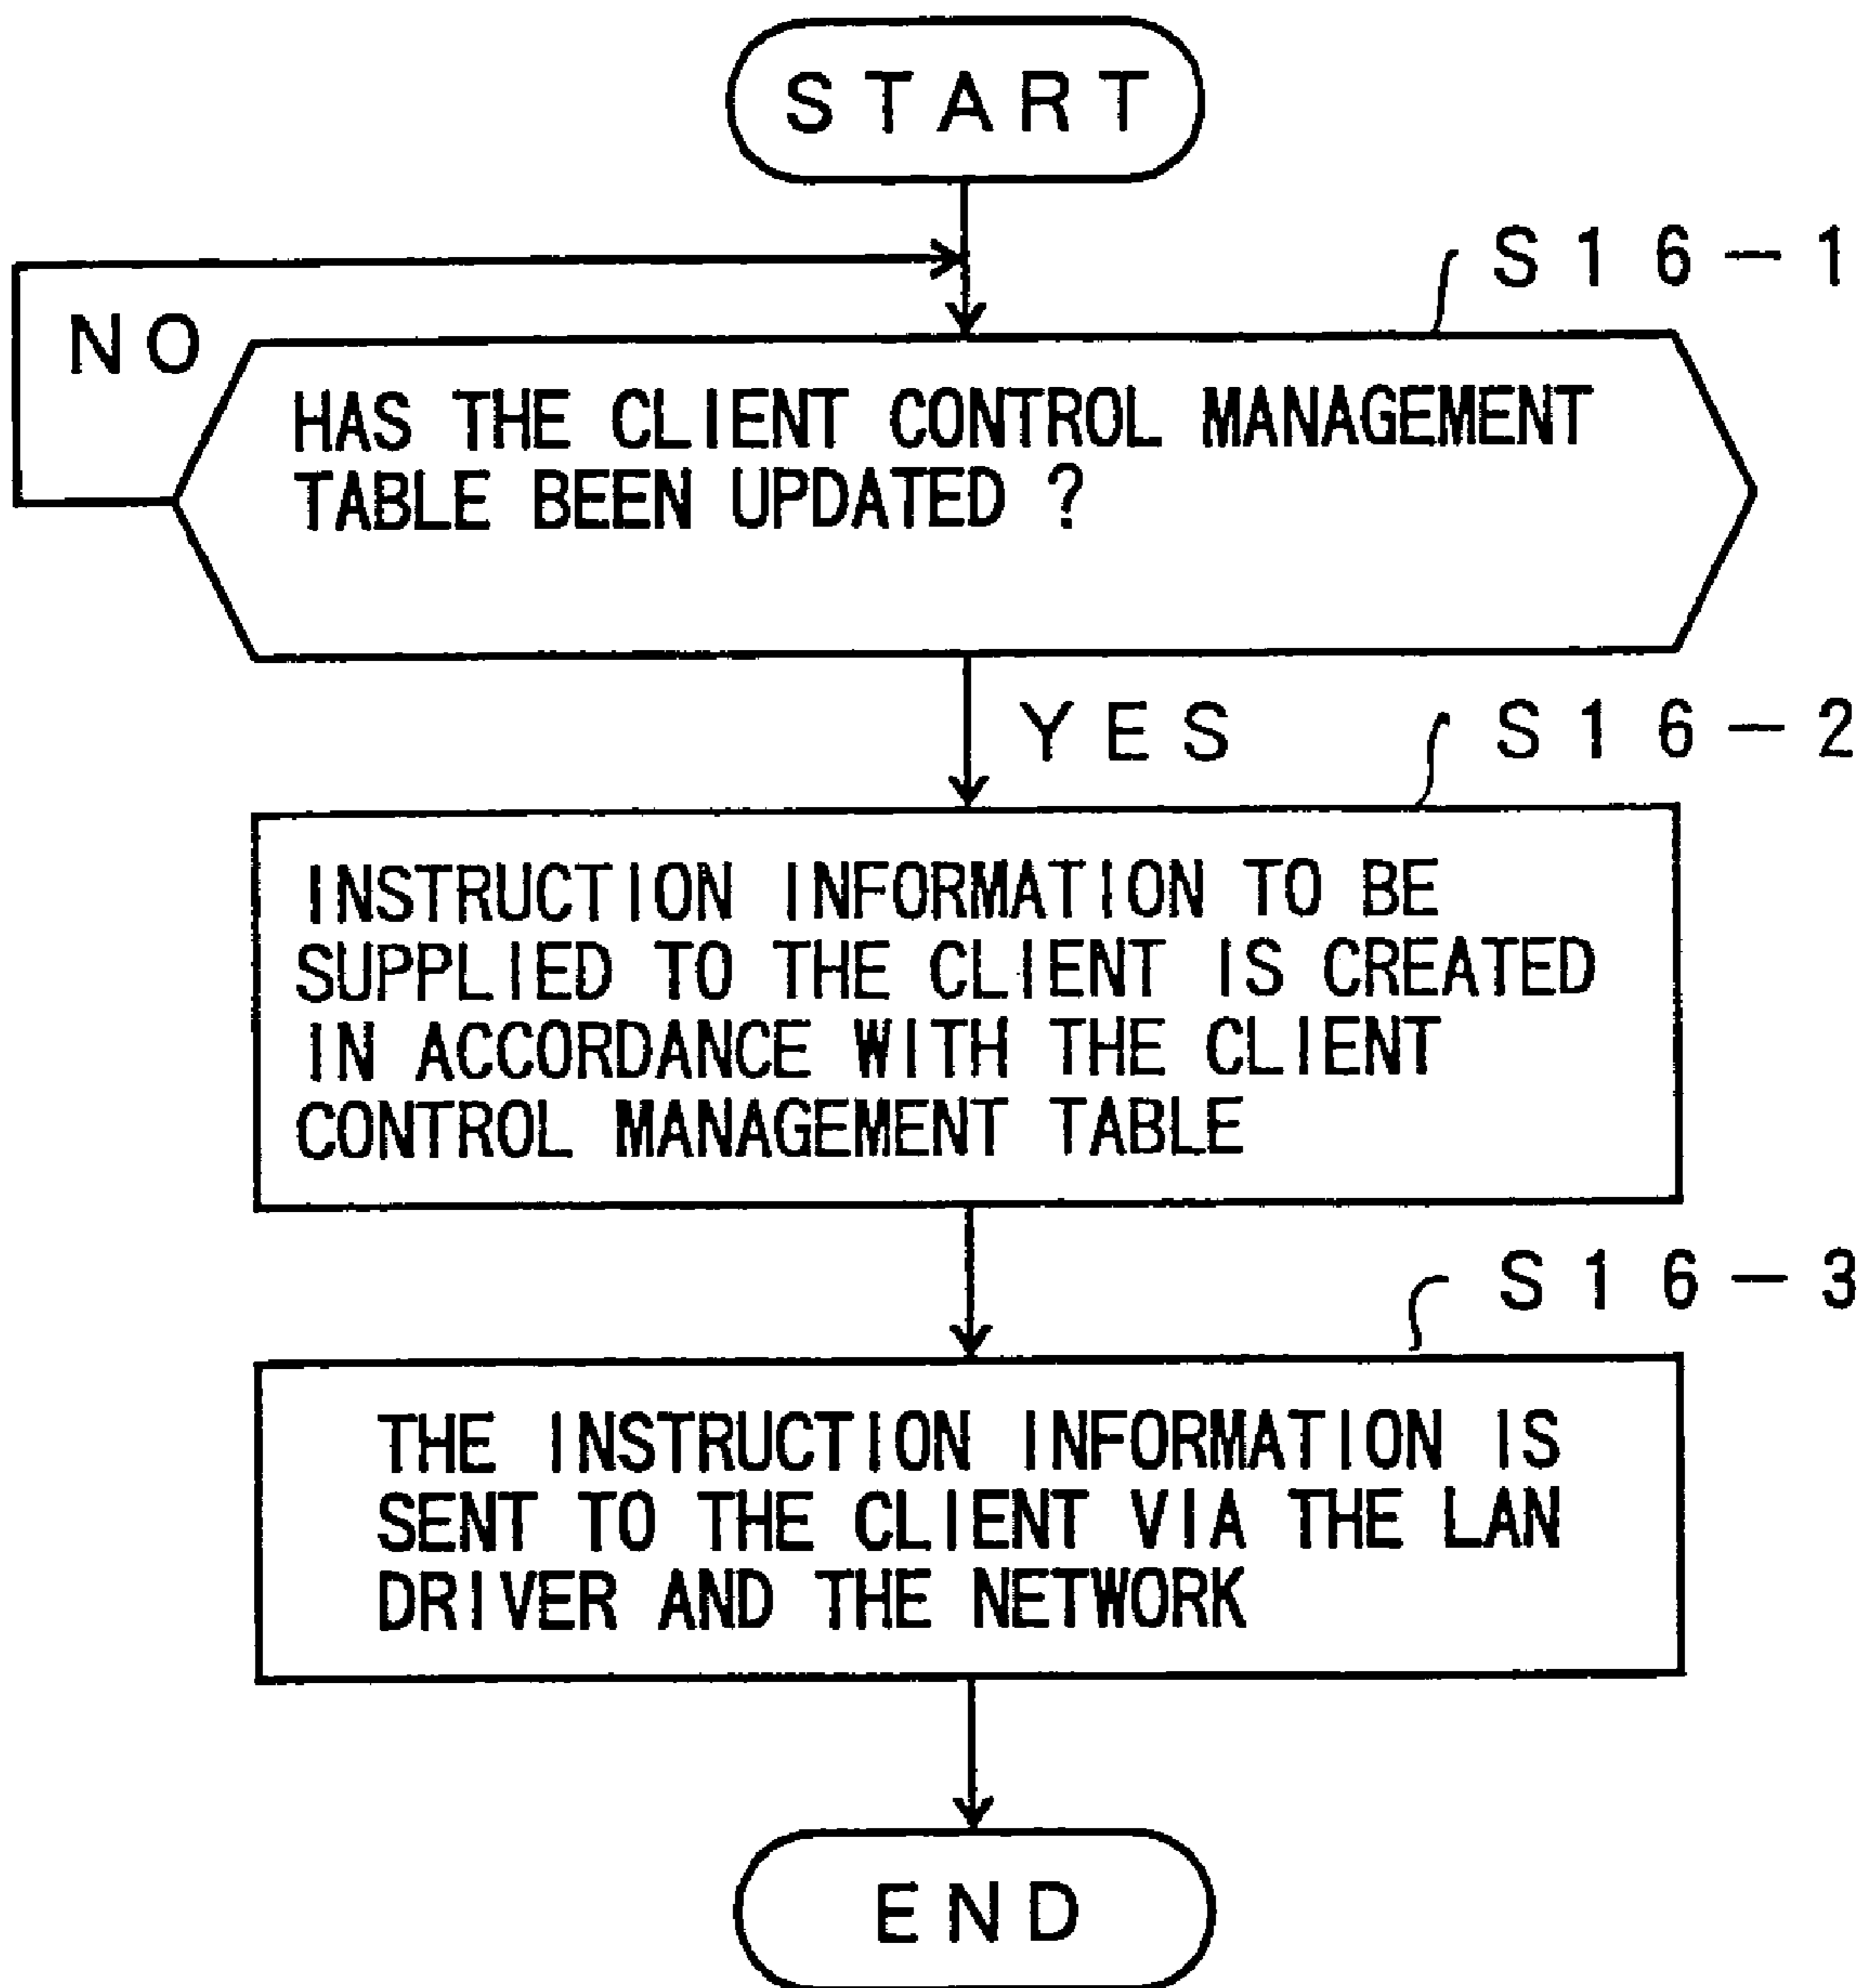 START
S16-1
NO
HAS THE CLIENT CONTROL MANAGEMENT
TABLE BEEN UPDATED ?
YES
S16-2
INSTRUCTION INFORMATION TO BE
SUPPLIED TO THE CLIENT IS CREATED
IN ACCORDANCE WITH THE CLIENT
CONTROL MANAGEMENT TABLE
S16-3
THE INSTRUCTION INFORMATION IS
SENT TO THE CLIENT VIA THE LAN
DRIVER AND THE NETWORK
END